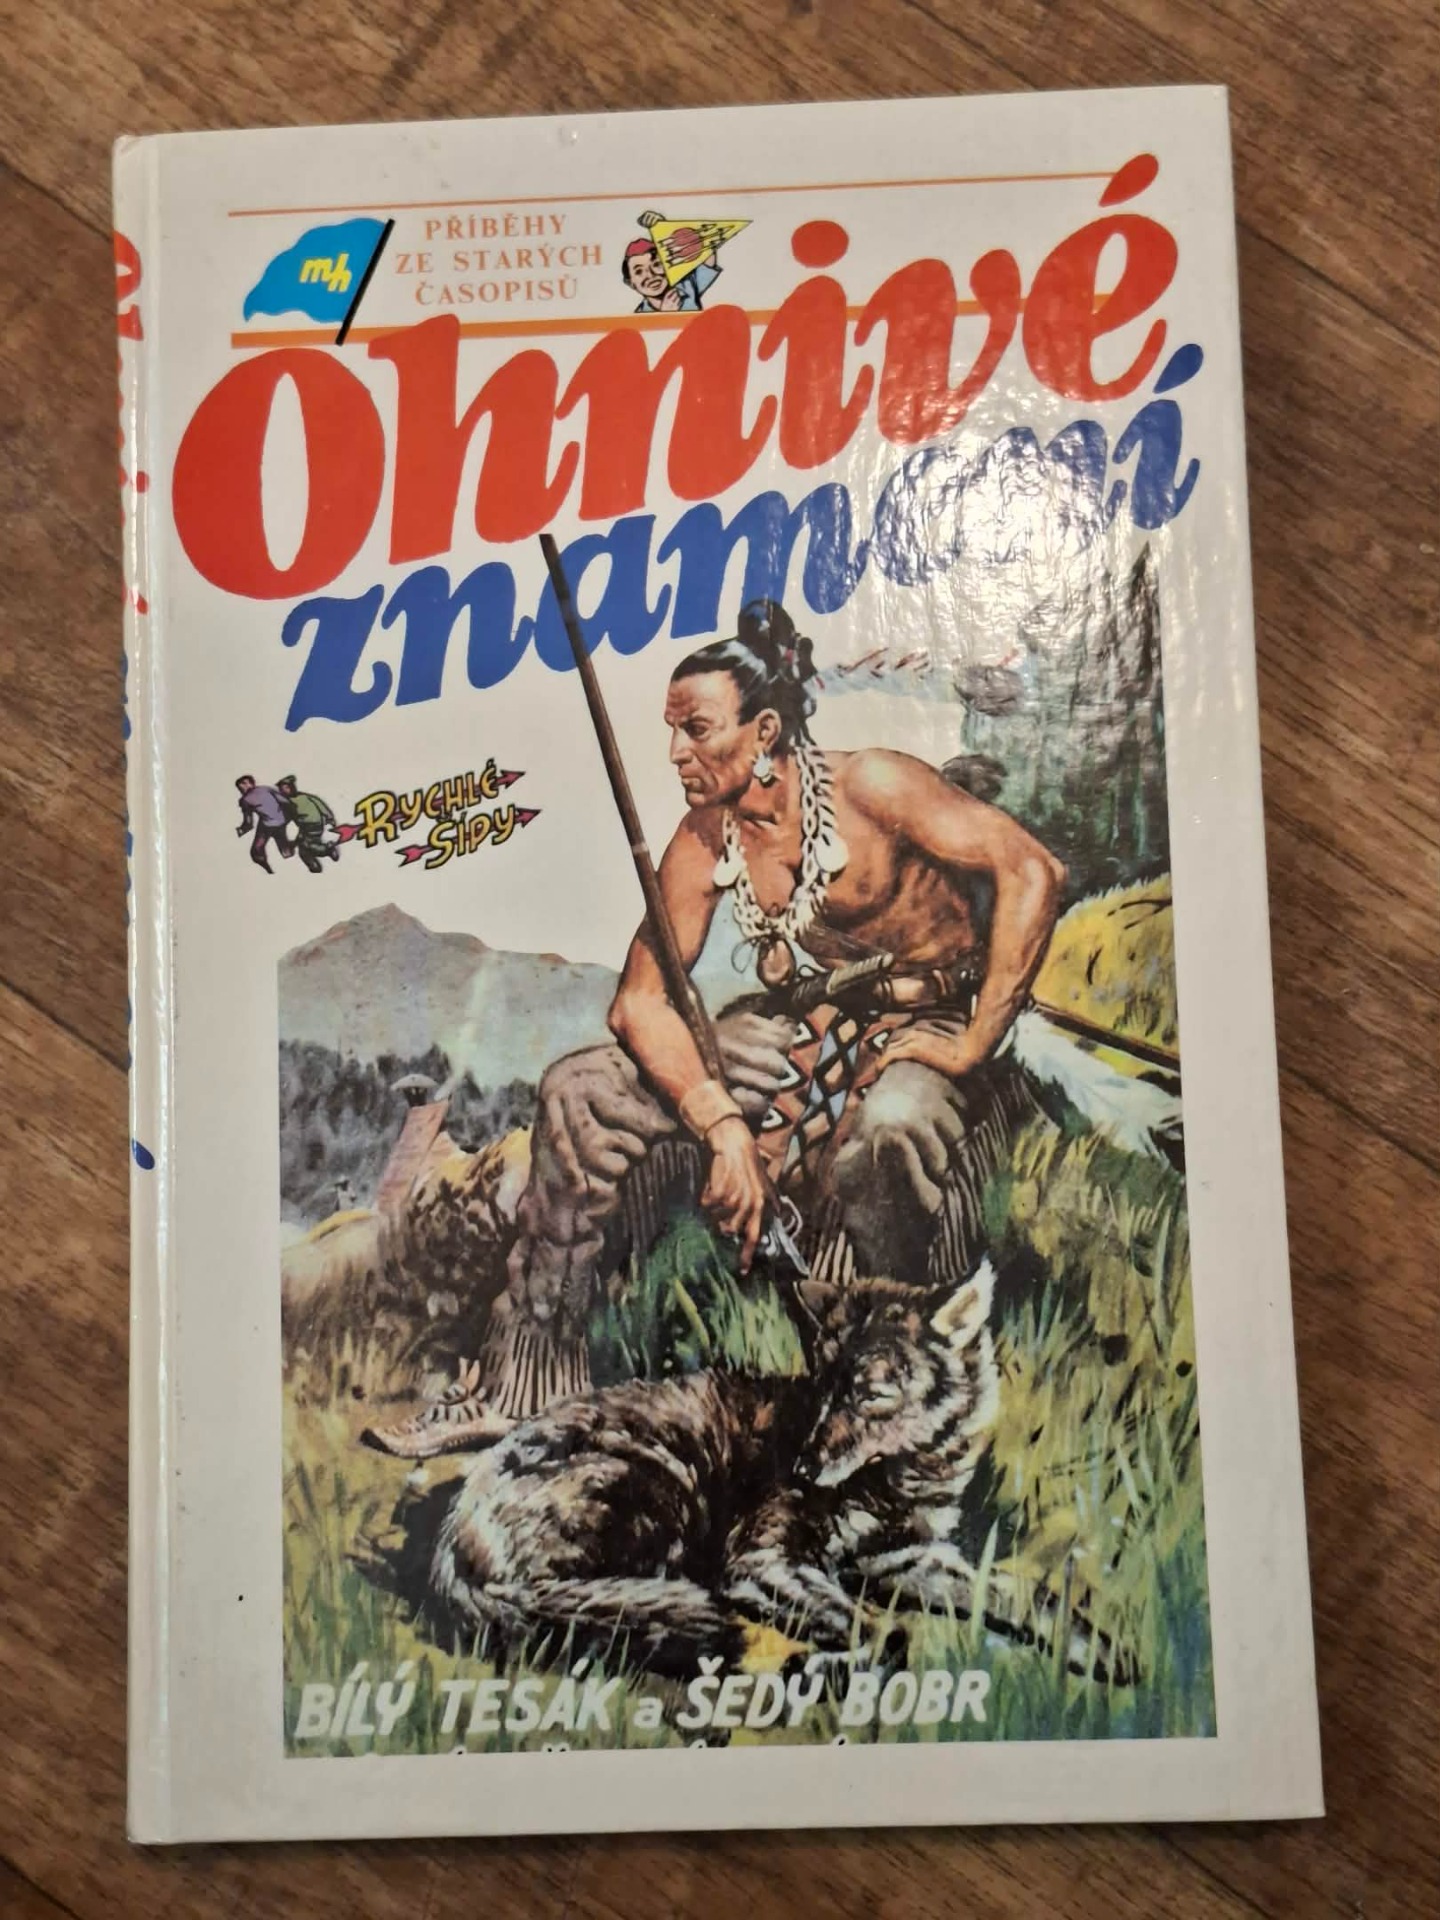 mh
PŘÍBĚHY
ZE STARÝCH
ČASOPISŮ
Ohnivé
znamení
RYCHLÉ
ŠÍPY
BÍLÝ TESÁK a ŠEDÝ BOBR